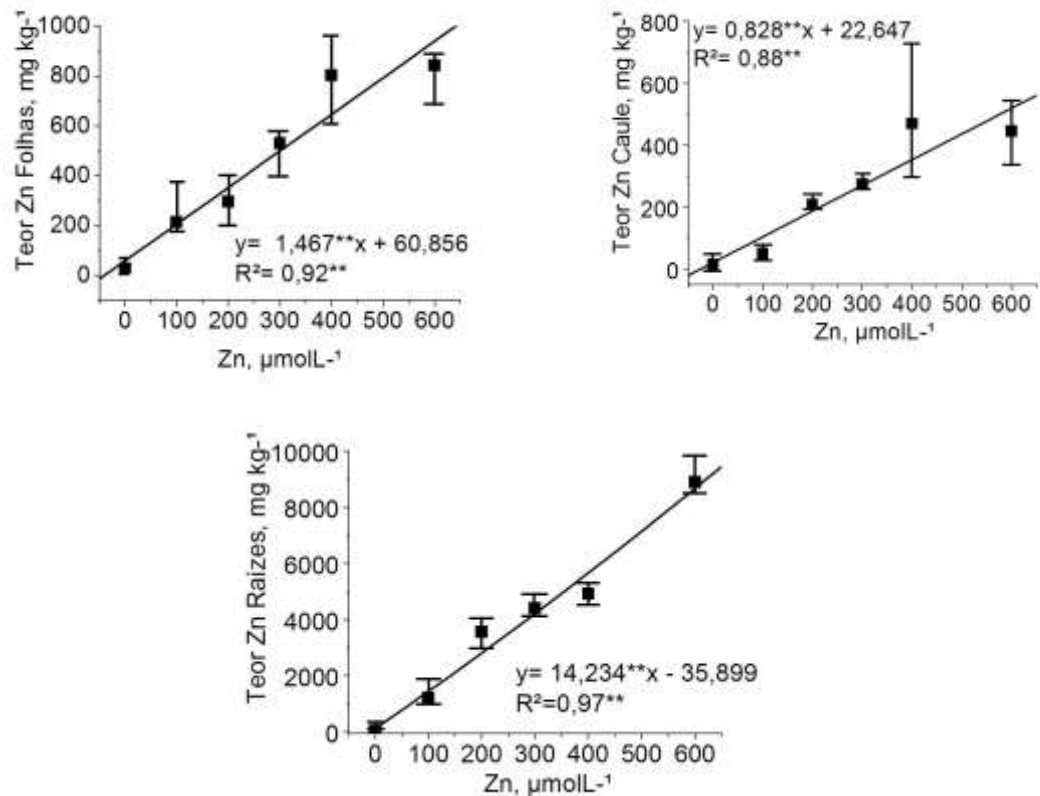 Teor Zn Folhas, mg kg-¹
1000
800
600
400
200
0
y= 1,467**x + 60,856
R²= 0,92**
0 100 200 300 400 500 600
Zn, µmolL-¹
Teor Zn Caule, mg kg-¹
800
600
400
200
0
y= 0,828**x + 22,647
R²= 0,88**
0 100 200 300 400 500 600
Zn, µmolL-¹
Teor Zn Raizes, mg kg-¹
10000
8000
6000
4000
2000
0
y= 14,234**x - 35,899
R²=0,97**
0 100 200 300 400 500 600
Zn, µmolL-¹